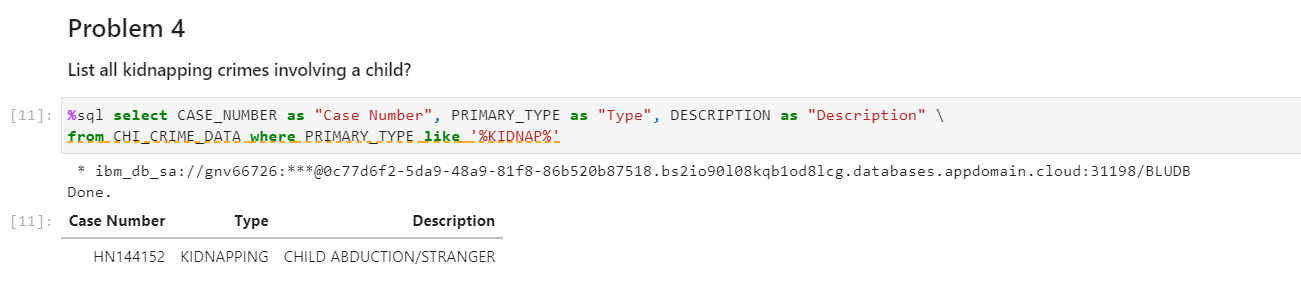 Problem 4
List all kidnapping crimes involving a child?
[11]: %sql select CASE_NUMBER as "Case Number", PRIMARY_TYPE as "Type", DESCRIPTION as "Description" \
from CHI_CRIME_DATA where PRIMARY_TYPE like '%KIDNAP%'
* ibm_db_sa://gnv66726:***@0c77d6f2-5da9-48a9-81f8-86b520b87518.bs2io90l08kqb1od8lcg.databases.appdomain.cloud:31198/BLUDB
Done.
[11]: Case Number Type Description
HN144152 KIDNAPPING CHILD ABDUCTION/STRANGER